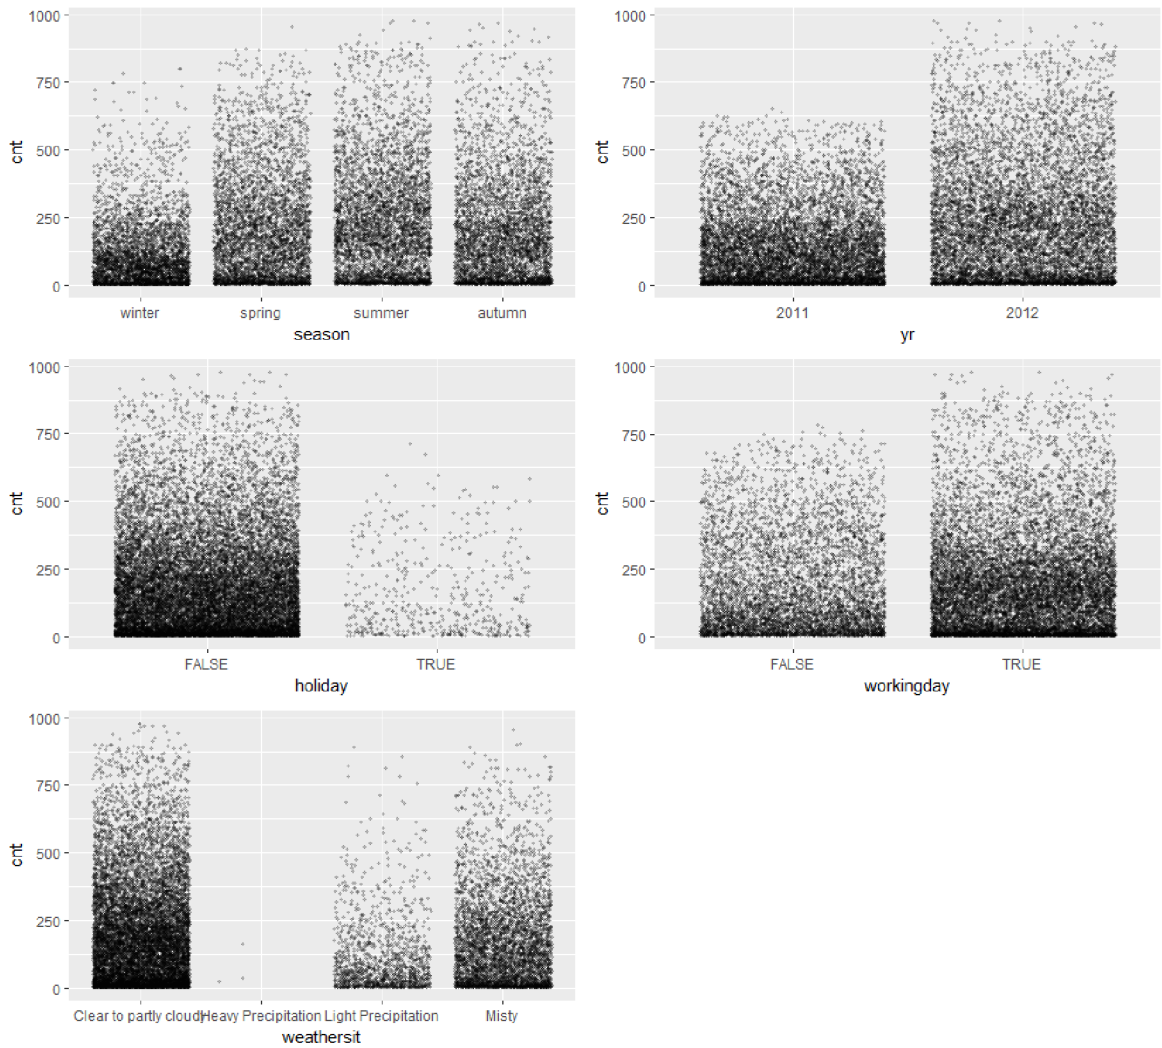 1000
750
500
250
0
cnt
winter spring summer autumn
season
1000
750
500
250
0
cnt
2011 2012
yr
1000
750
500
250
0
cnt
FALSE TRUE
holiday
1000
750
500
250
0
cnt
FALSE TRUE
workingday
1000
750
500
250
0
cnt
Clear to partly cloudy Heavy Precipitation Light Precipitation Misty
weathersit